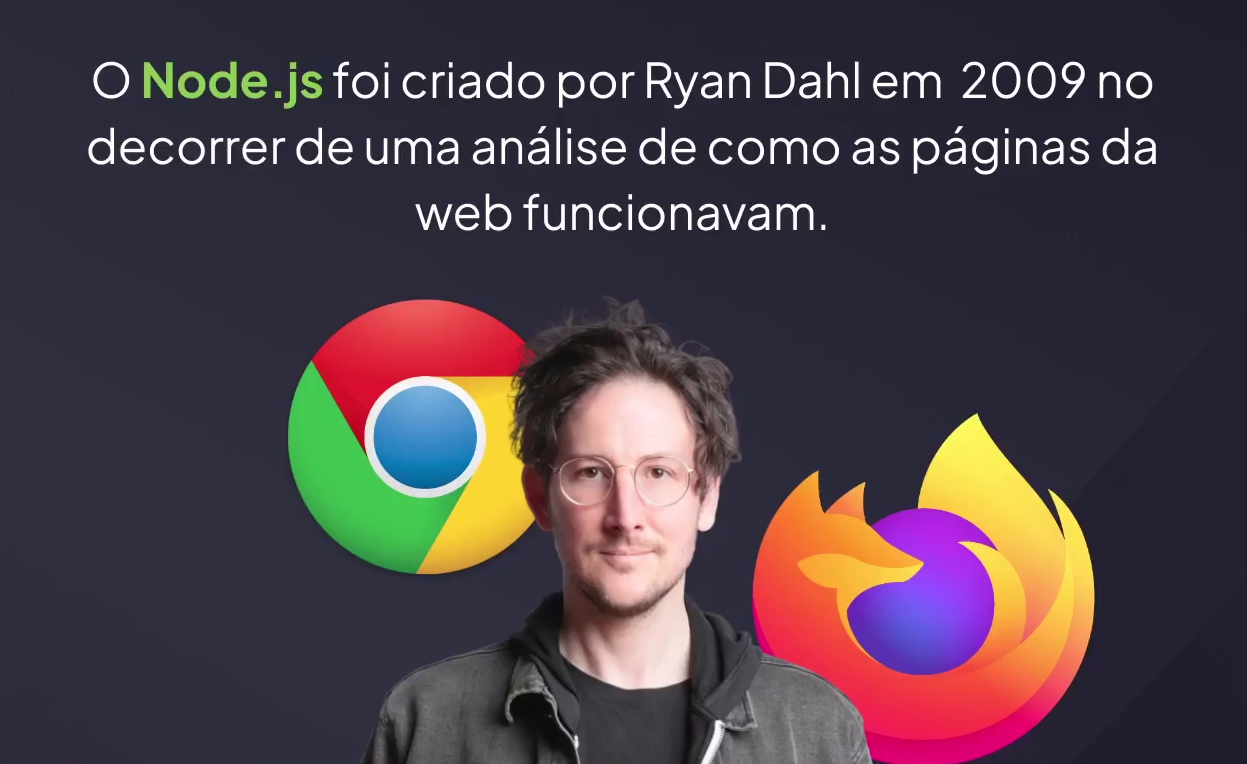 O Node.js foi criado por Ryan Dahl em 2009 no
decorrer de uma análise de como as páginas da
web funcionavam.